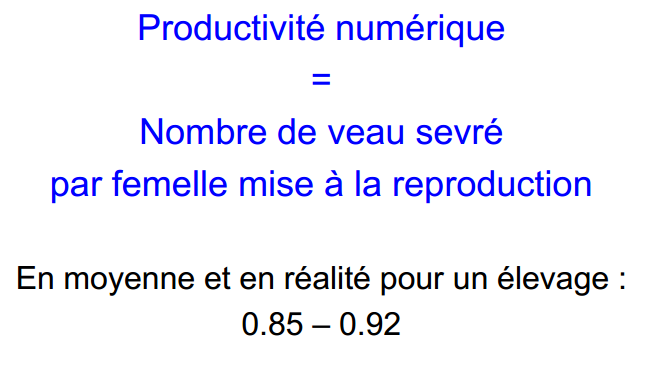 Productivité numérique
=
Nombre de veau sevré
par femelle mise à la reproduction
En moyenne et en réalité pour un élevage :
0.85 – 0.92